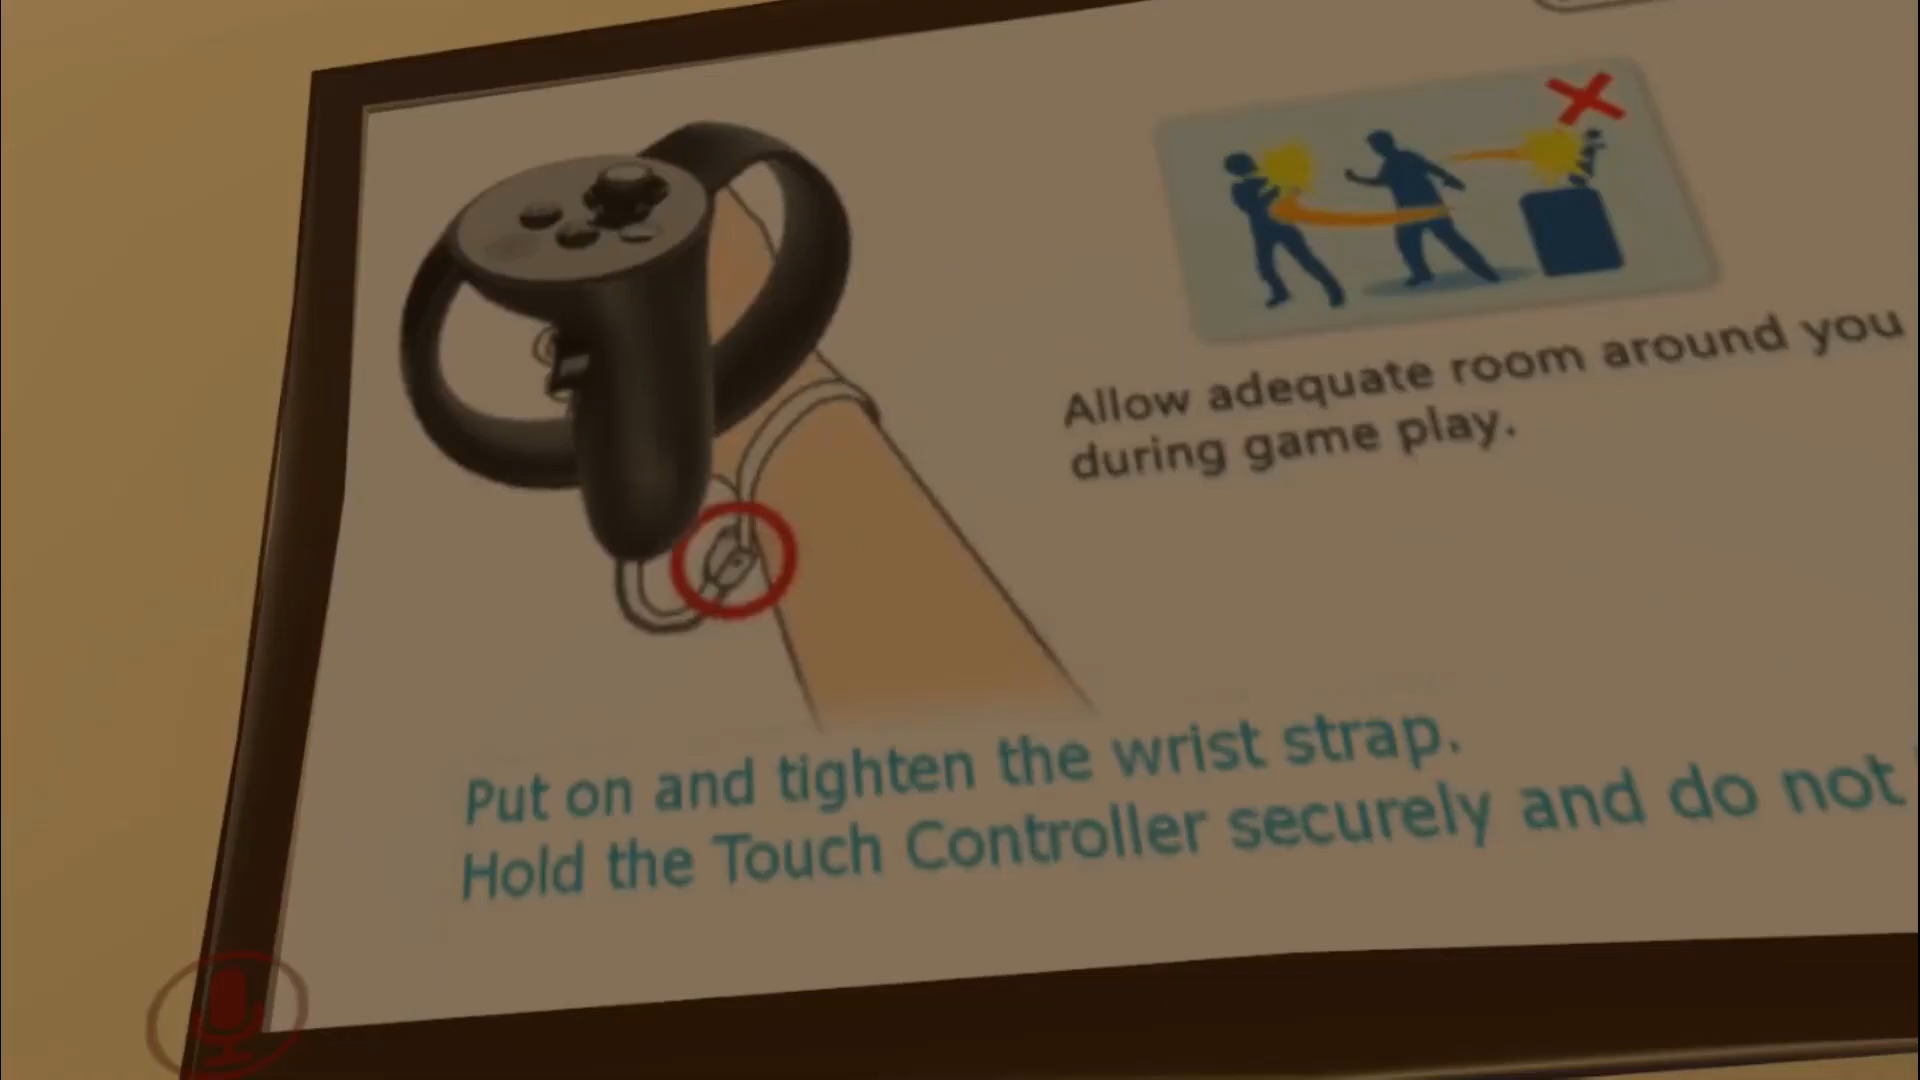 Allow adequate room around you
during game play.
Put on and tighten the wrist strap.
Hold the Touch Controller securely and do not